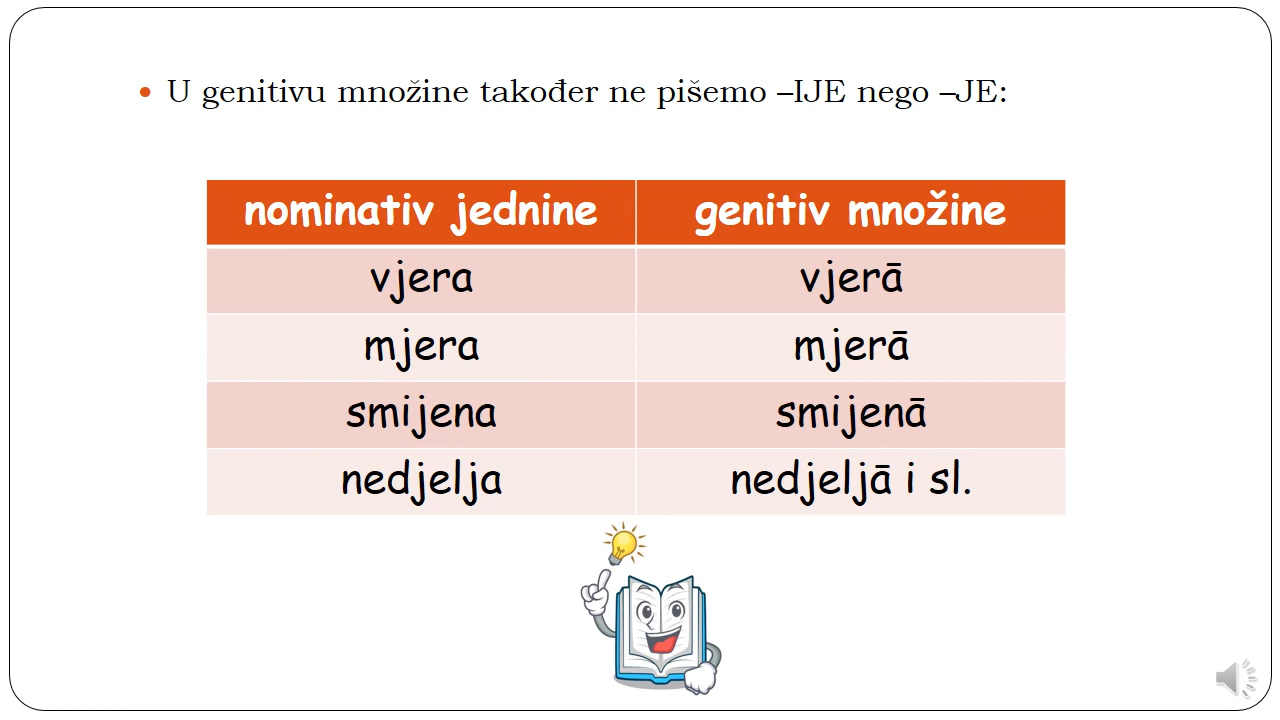 • U genitivu množine također ne pišemo –IJE nego –JE:
nominativ jednine genitiv množine
vjera vjerā
mjera mjerā
smijena smijenā
nedjelja nedjeljā i sl.